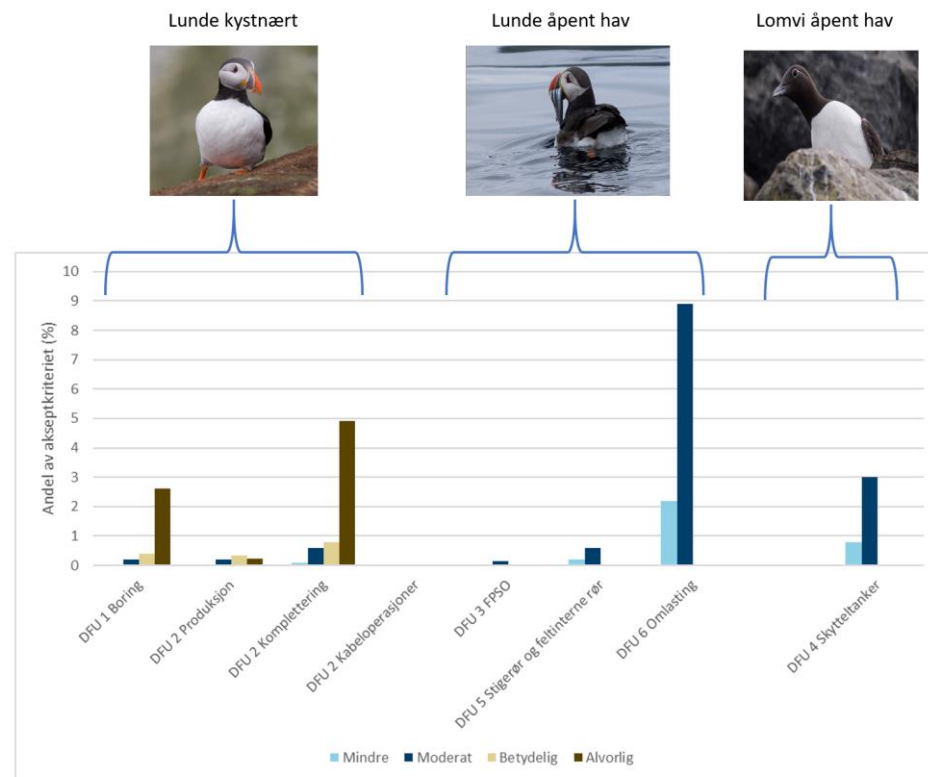 Lunde kystnært
Lunde åpent hav
Lomvi åpent hav
Andel av akseptkriteriet (%)
10
9
8
7
6
5
4
3
2
1
0
DFU 1 Boring
DFU 2 Produksjon
DFU 2 Komplettering
DFU 2 Kabeloperasjoner
DFU 3 FPSO
DFU 5 Stigerør og feltinterne rør
DFU 6 Omlasting
DFU 4 Skytteltanker
Mindre Moderat Betydelig Alvorlig